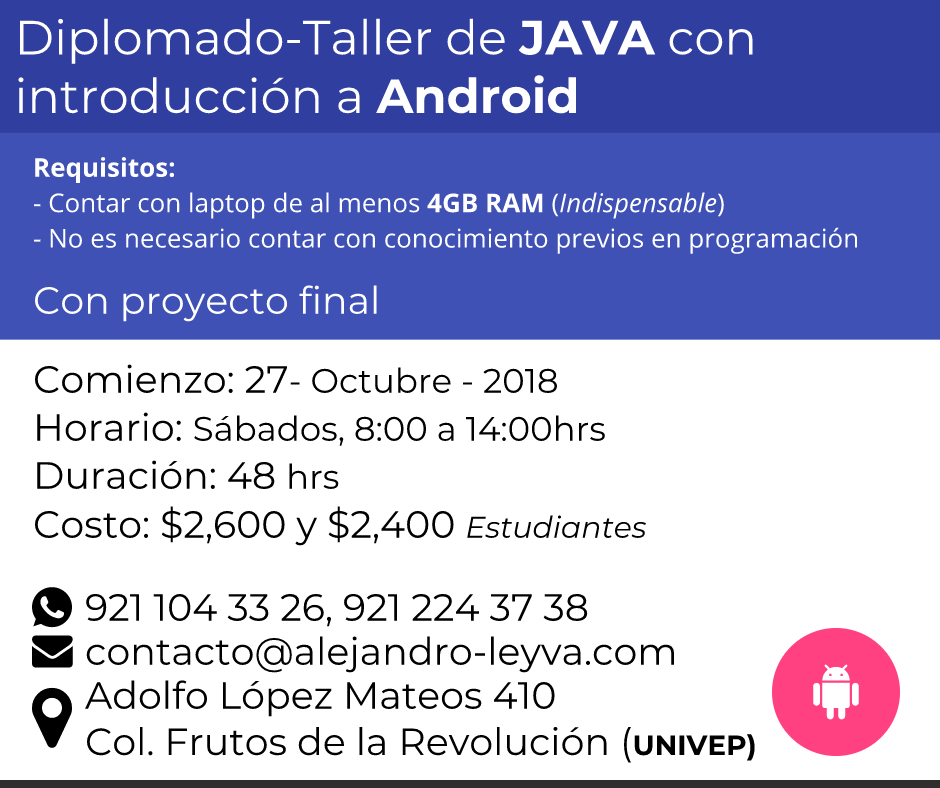 Diplomado-Taller de JAVA con
introducción a Android
Requisitos:
- Contar con laptop de al menos 4GB RAM (Indispensable)
- No es necesario contar con conocimiento previos en programación
Con proyecto final
Comienzo: 27- Octubre - 2018
Horario: Sábados, 8:00 a 14:00hrs
Duración: 48 hrs
Costo: $2,600 y $2,400 Estudiantes
921 104 33 26, 921 224 37 38
contacto@alejandro-leyva.com
Adolfo López Mateos 410
Col. Frutos de la Revolución (UNIVEP)